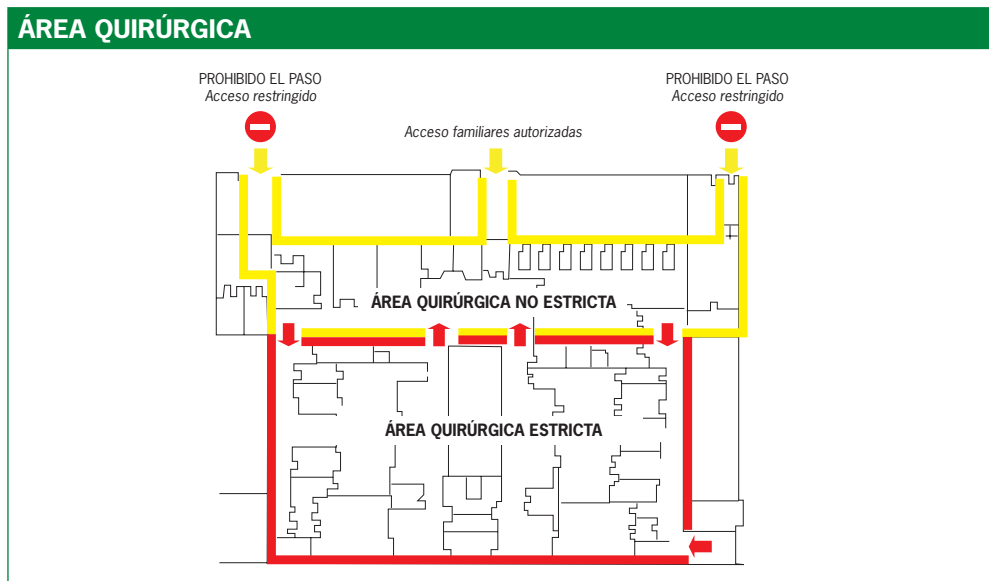 ÁREA QUIRÚRGICA
PROHIBIDO EL PASO
Acceso restringido
PROHIBIDO EL PASO
Acceso restringido
Acceso familiares autorizadas
ÁREA QUIRÚRGICA NO ESTRICTA
ÁREA QUIRÚRGICA ESTRICTA